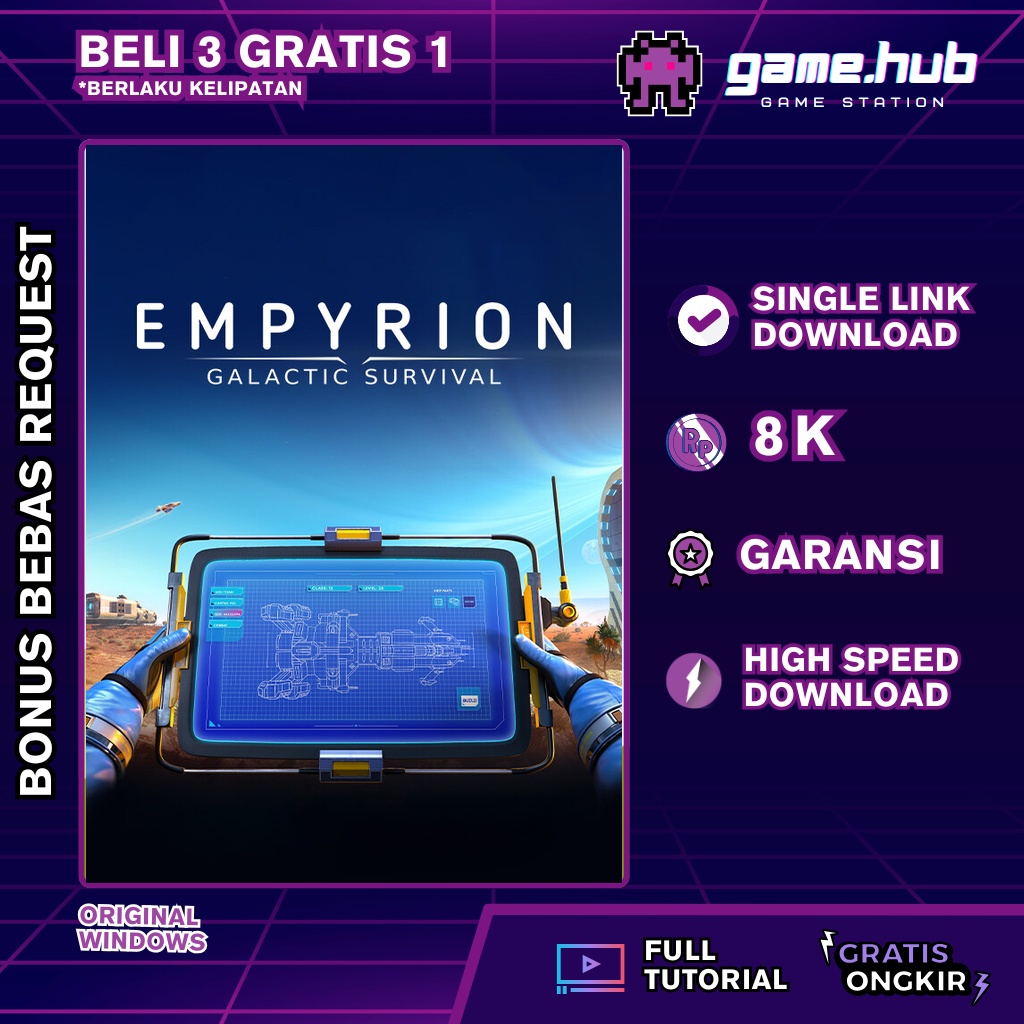 BELI 3 GRATIS 1
*BERLAKU KELIPATAN
game.hub
GAME STATION
BONUS BEBAS REQUEST
EMPYRION
GALACTIC SURVIVAL
BUILD
SINGLE LINK
DOWNLOAD
Rp
8K
GARANSI
HIGH SPEED
DOWNLOAD
ORIGINAL
WINDOWS
FULL
TUTORIAL
GRATIS
ONGKIR